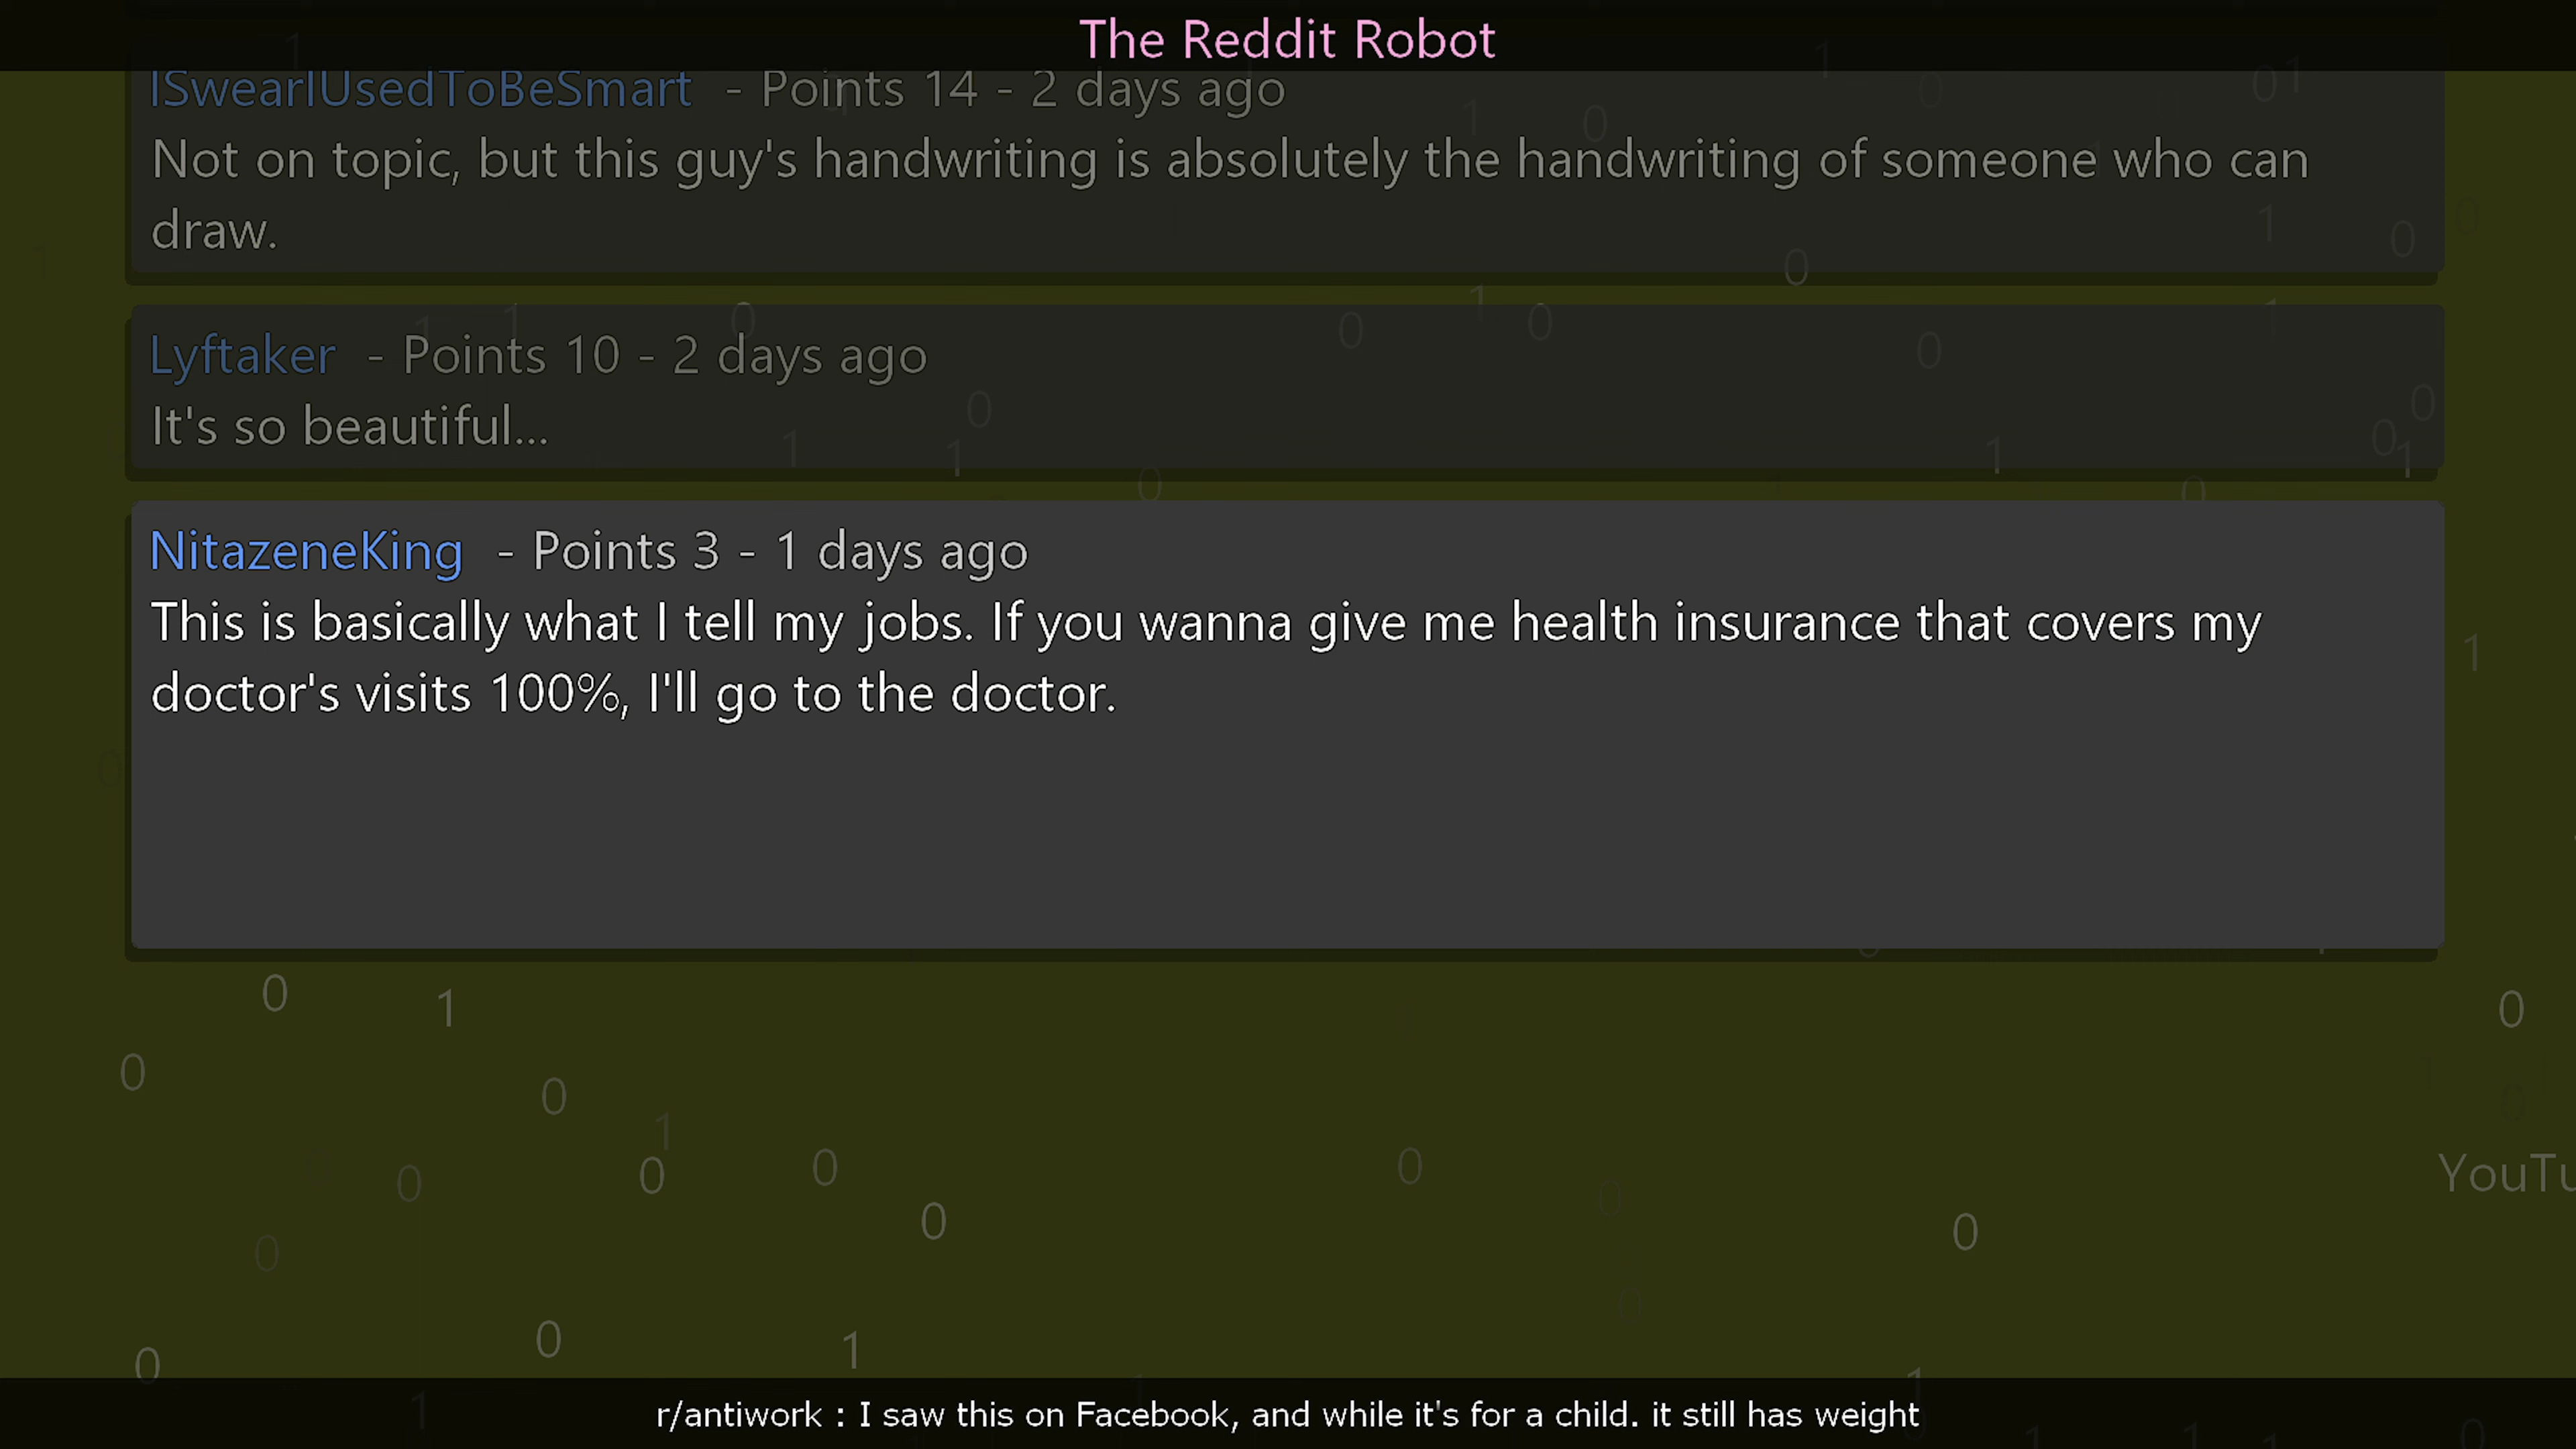 The Reddit Robot
ISwearIUsedToBeSmart - Points 14 - 2 days ago
Not on topic, but this guy's handwriting is absolutely the handwriting of someone who can
draw.
Lyftaker - Points 10 - 2 days ago
It's so beautiful...
NitazeneKing - Points 3 - 1 days ago
This is basically what I tell my jobs. If you wanna give me health insurance that covers my
doctor's visits 100%, I'll go to the doctor.
YouTu
r/antiwork : I saw this on Facebook, and while it's for a child. it still has weight